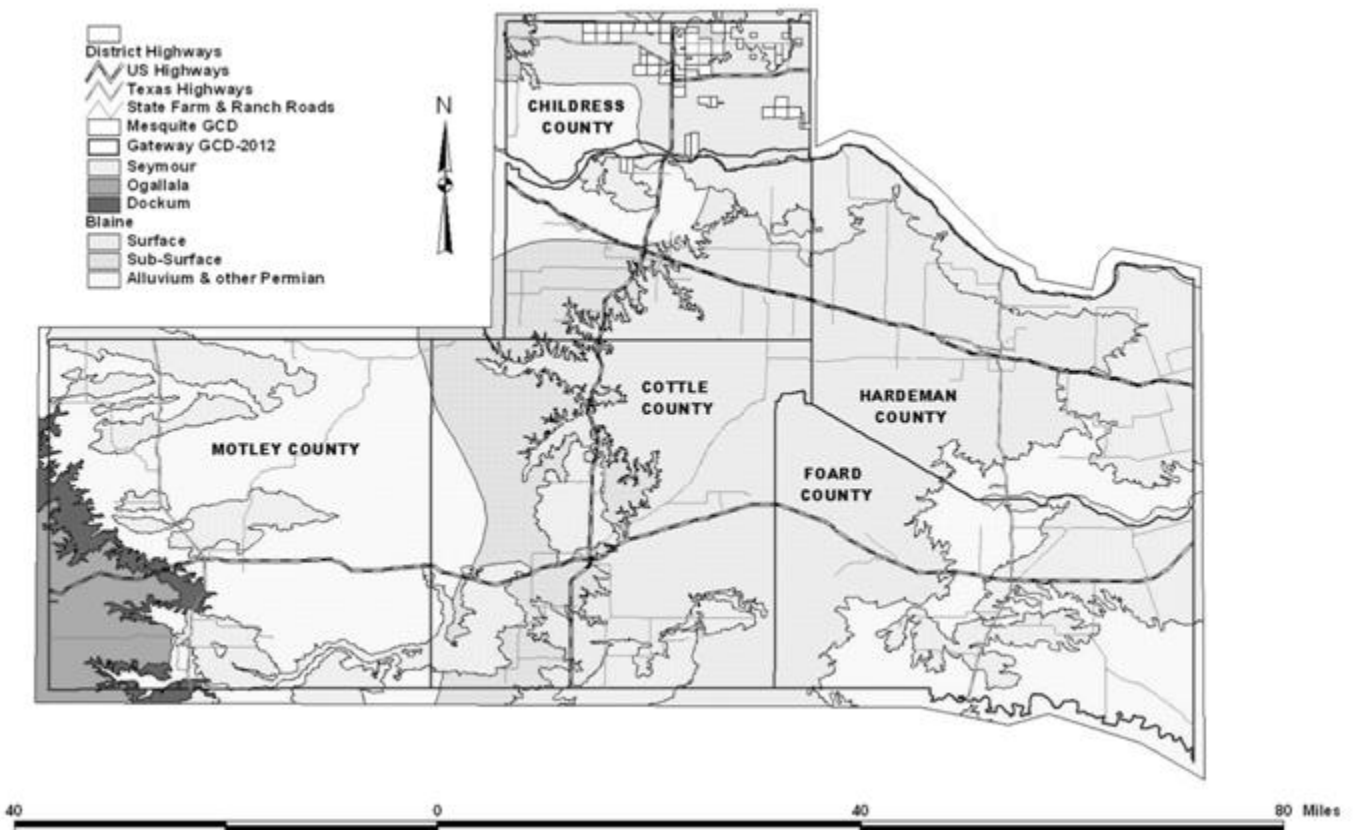 District Highways
US Highways
Texas Highways
State Farm & Ranch Roads
Mesquite GCD
Gateway GCD-2012
Seymour
Ogallala
Dockum
Blaine
Surface
Sub-Surface
Alluvium & other Permian
N
CHILDRESS
COUNTY
COTTLE
COUNTY
HARDEMAN
COUNTY
MOTLEY COUNTY
FOARD
COUNTY
40 0 40 80 Miles